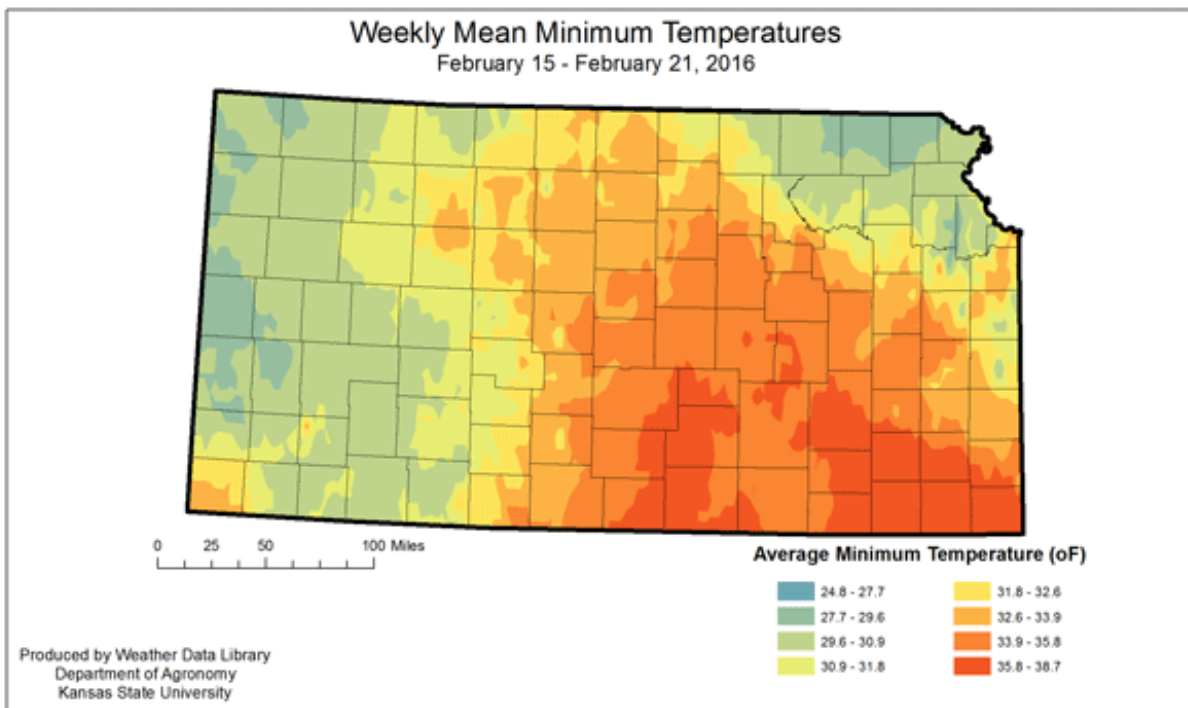 Weekly Mean Minimum Temperatures
February 15 - February 21, 2016
0 25 50 100 Miles
Average Minimum Temperature (oF)
24.8 - 27.7
27.7 - 29.6
29.6 - 30.9
30.9 - 31.8
31.8 - 32.6
32.6 - 33.9
33.9 - 35.8
35.8 - 38.7
Produced by Weather Data Library
Department of Agronomy
Kansas State University